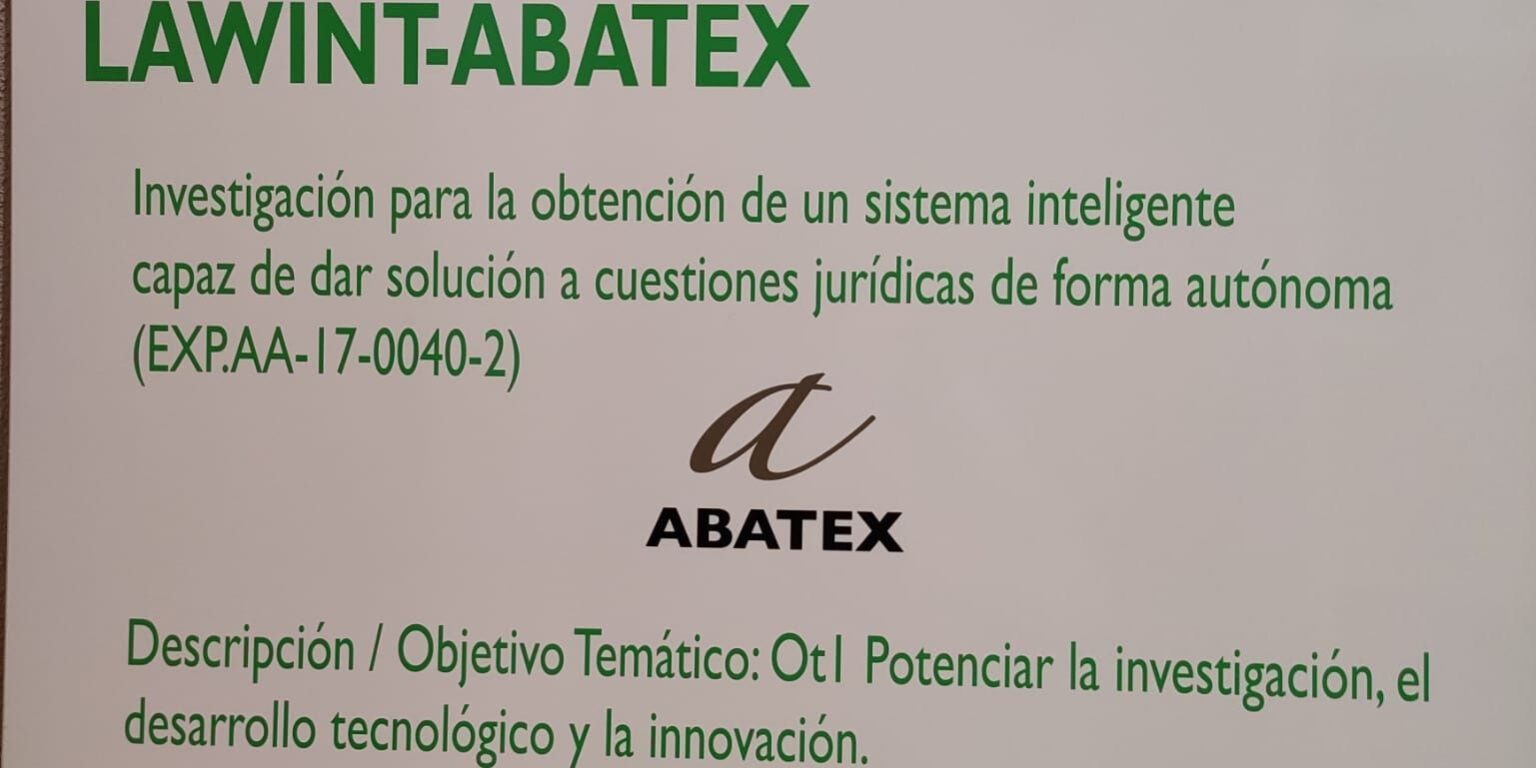 LAWINT-ABATEX
Investigación para la obtención de un sistema inteligente
capaz de dar solución a cuestiones jurídicas de forma autónoma
(EXP.AA-17-0040-2)
a
ABATEX
Descripción / Objetivo Temático: Ot1 Potenciar la investigación, el
desarrollo tecnológico y la innovación.